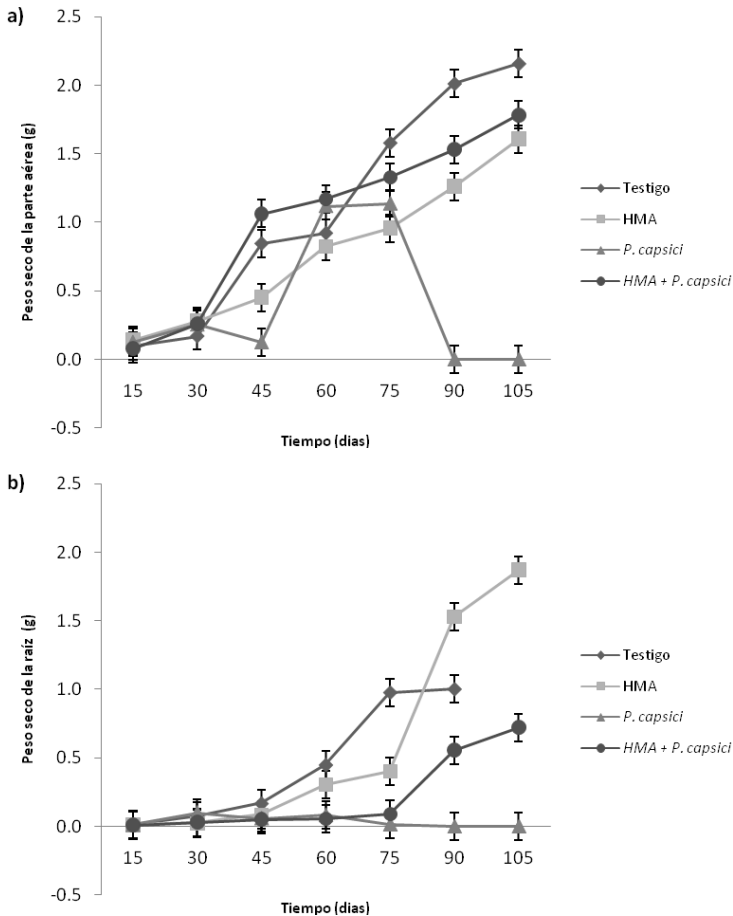 a)
Peso seco de la parte aérea (g)
2.5
2.0
1.5
1.0
0.5
0.0
-0.5
15 30 45 60 75 90 105
Tiempo (dias)
Testigo
HMA
P. capsici
HMA + P. capsici
b)
Peso seco de la raíz (g)
2.5
2.0
1.5
1.0
0.5
0.0
-0.5
15 30 45 60 75 90 105
Tiempo (dias)
Testigo
HMA
P. capsici
HMA + P. capsici